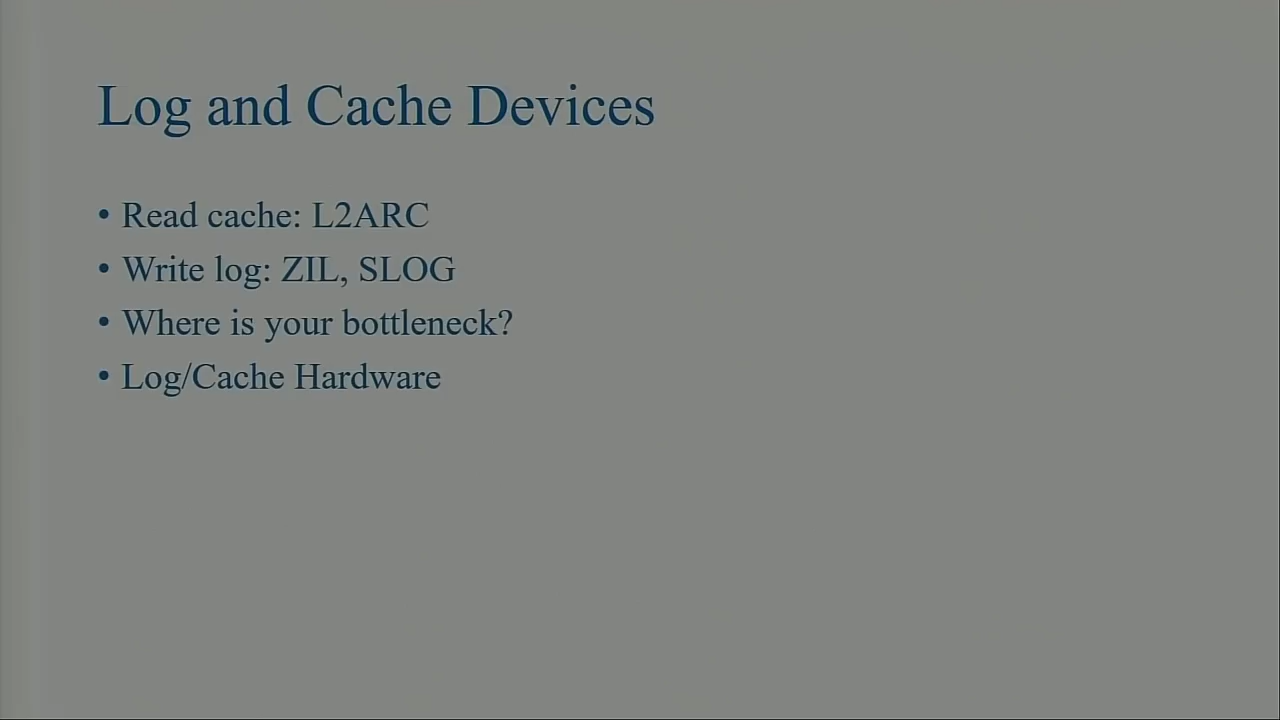 Log and Cache Devices
• Read cache: L2ARC
• Write log: ZIL, SLOG
• Where is your bottleneck?
• Log/Cache Hardware